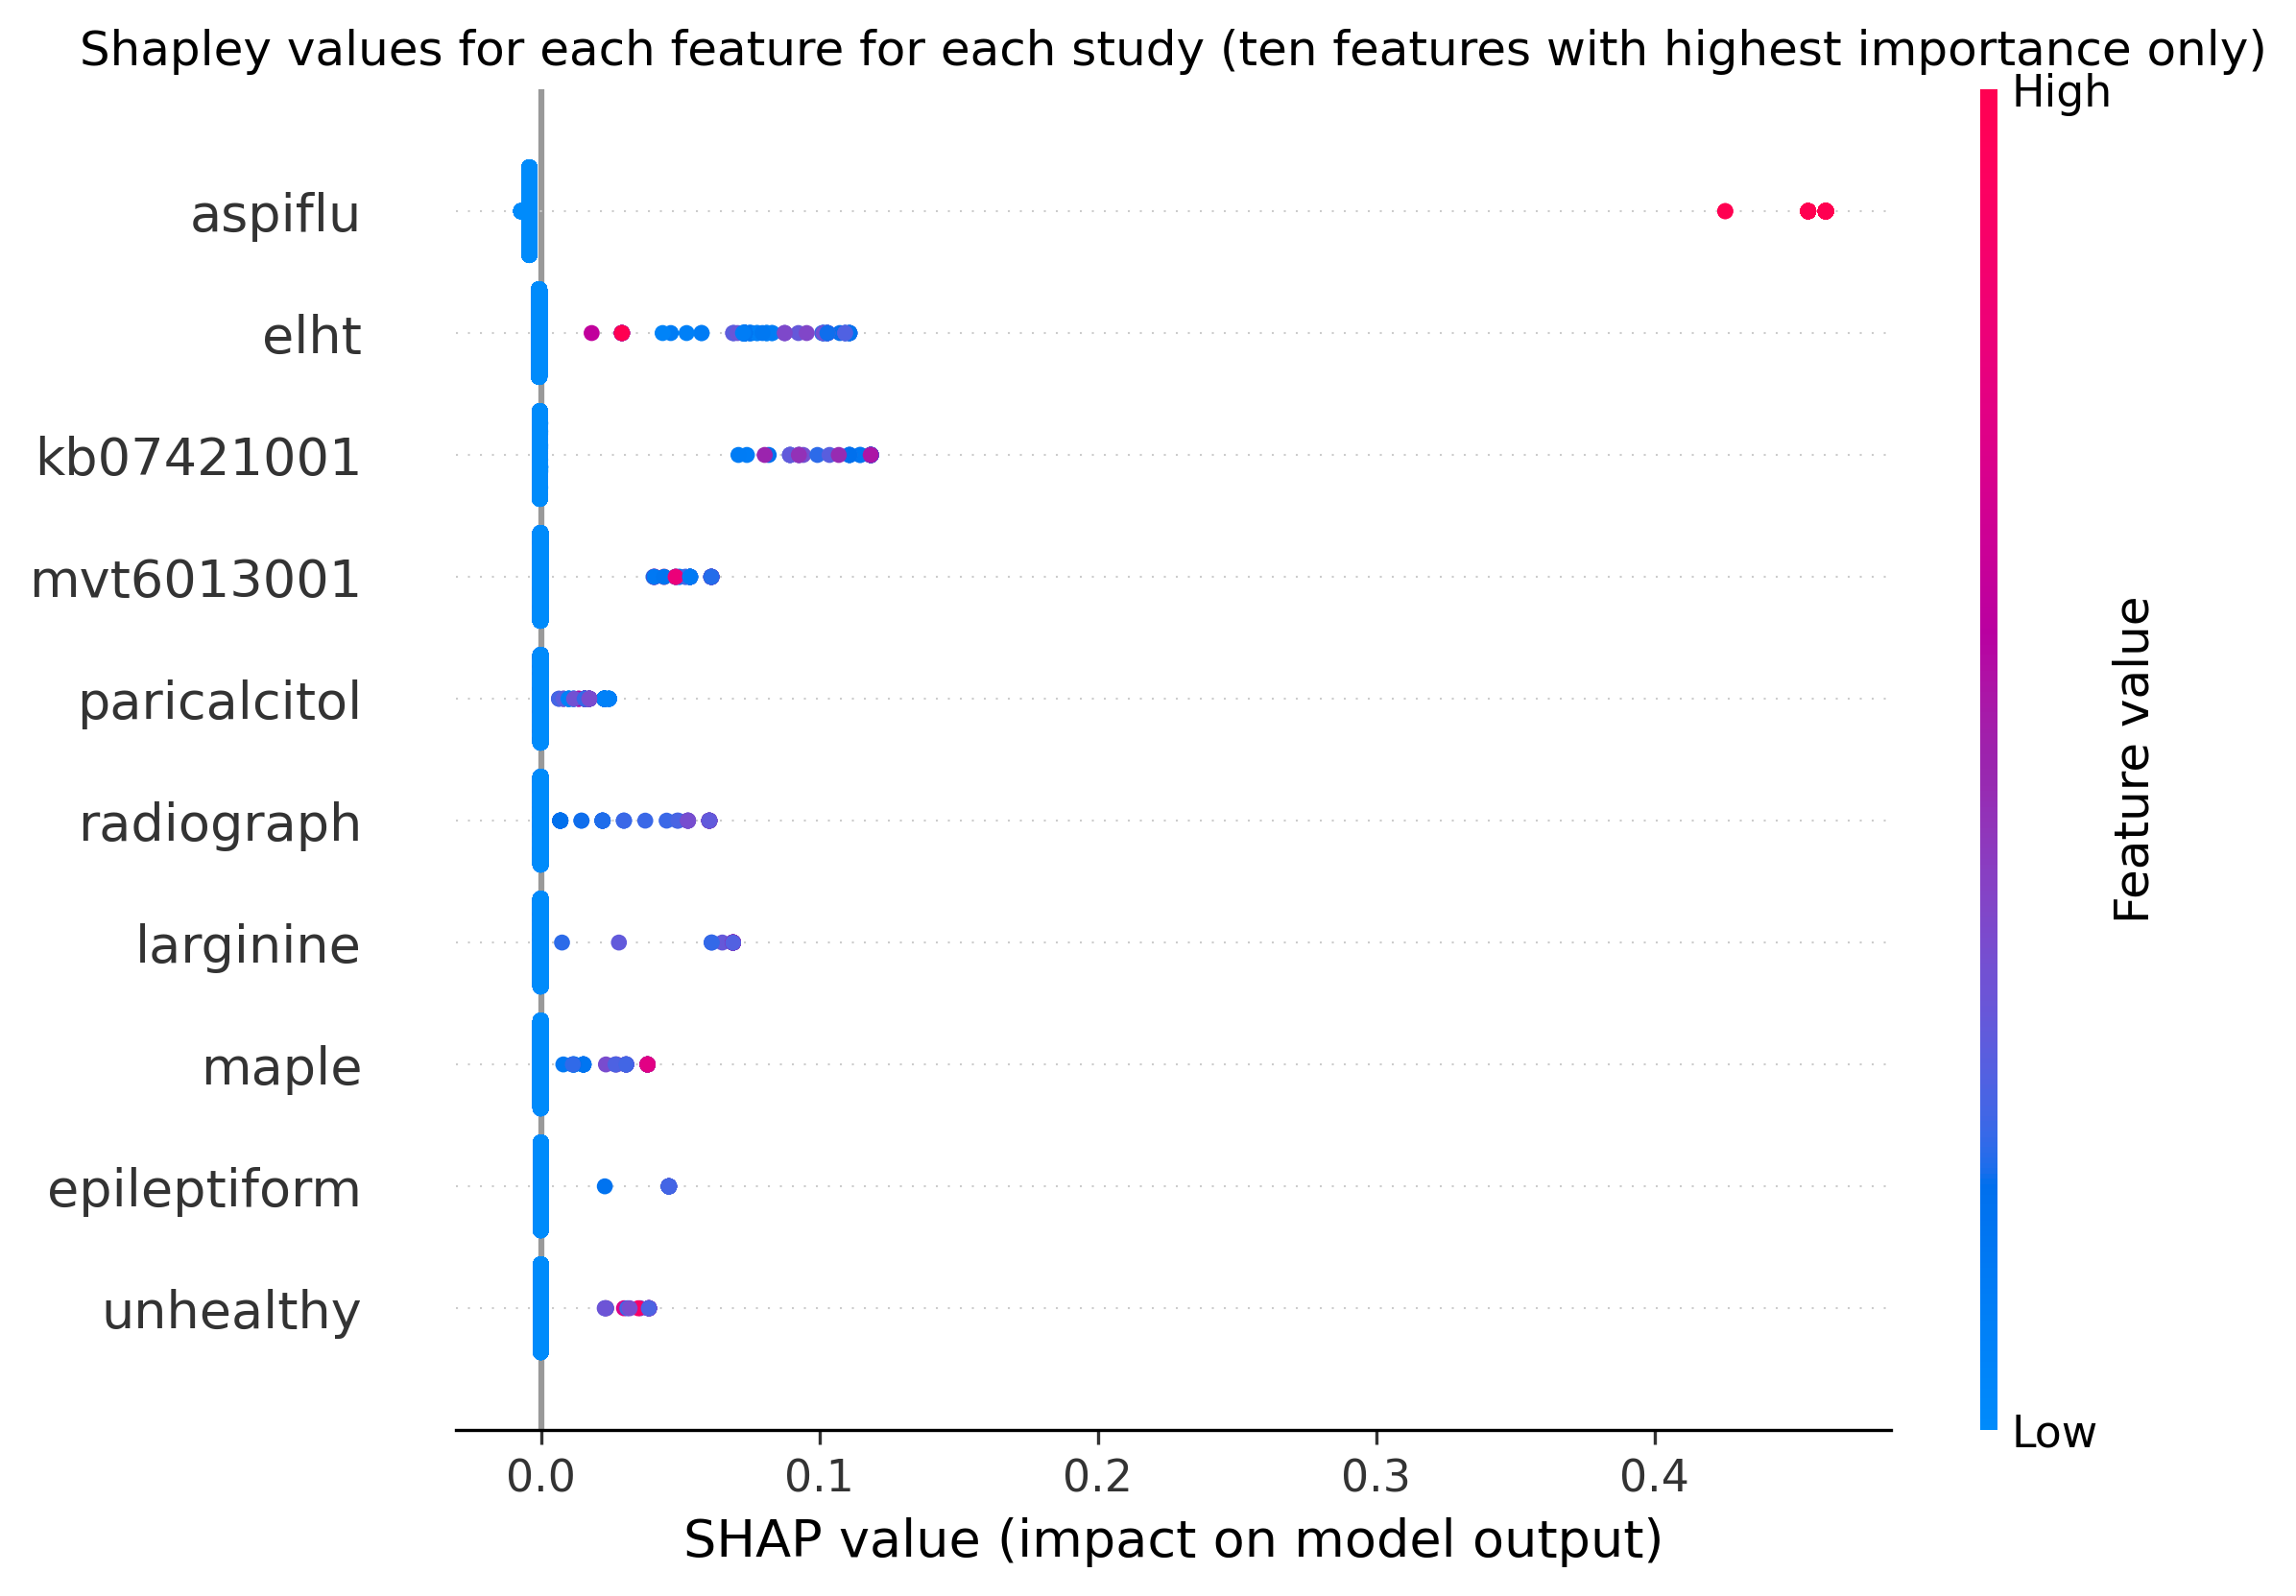 Shapley values for each feature for each study (ten features with highest importance only)
High
aspiflu
elht
kb07421001
mvt6013001
paricalcitol
radiograph
larginine
maple
epileptiform
unhealthy
Feature value
Low
0.0 0.1 0.2 0.3 0.4
SHAP value (impact on model output)